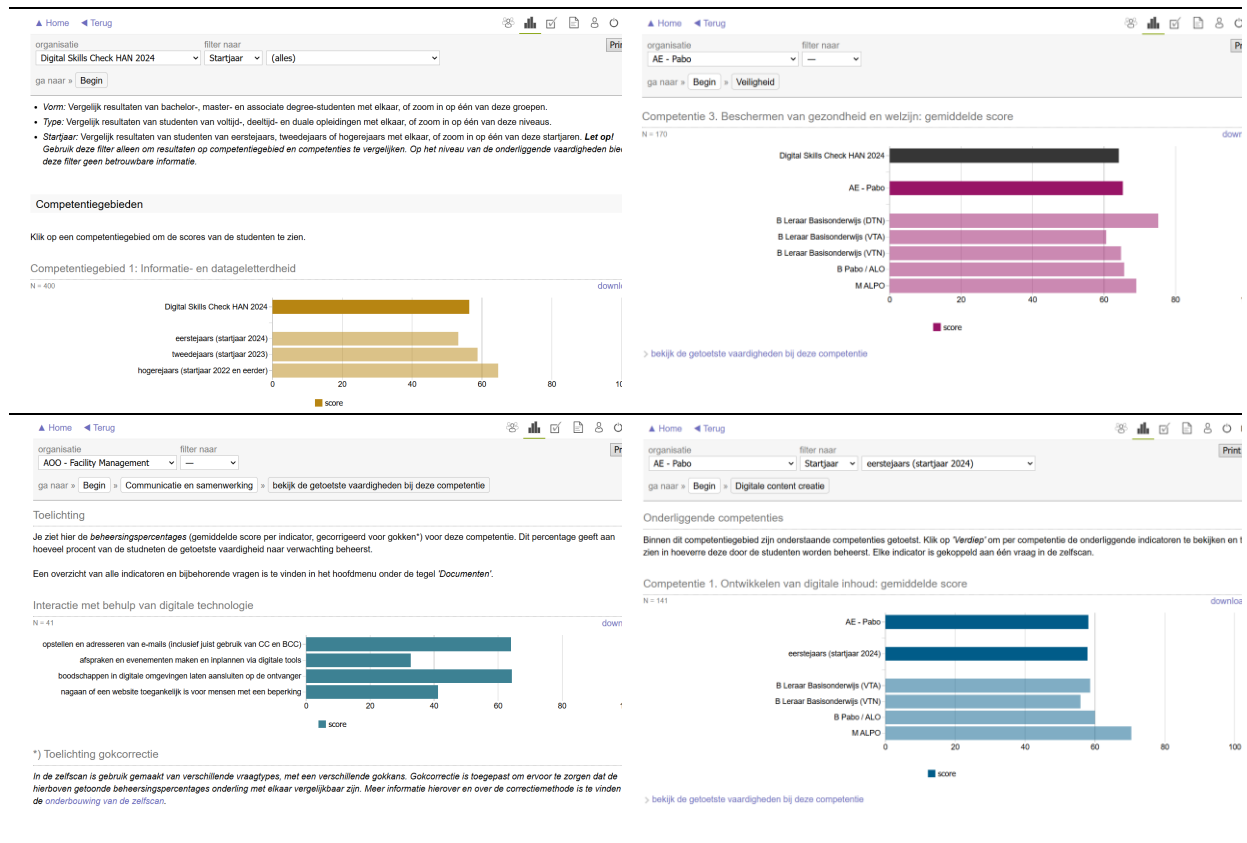 ▲ Home ◀ Terug
organisatie filter naar
Digital Skills Check HAN 2024 Startjaar (alles)
ga naar » Begin
• Vorm: Vergelijk resultaten van bachelor-, master- en associate degree-studenten met elkaar, of zoom in op één van deze groepen.
• Type: Vergelijk resultaten van studenten van voltijd-, deeltijd- en duale opleidingen met elkaar, of zoom in op één van deze niveaus.
• Startjaar: Vergelijk resultaten van studenten van eerstejaars, tweedejaars of hogerejaars met elkaar, of zoom in op één van deze startjaren. Let op!
Gebruik deze filter alleen om resultaten op competentiegebied en competenties te vergelijken. Op het niveau van de onderliggende vaardigheden bie
deze filter geen betrouwbare informatie.
Competentiegebieden
Klik op een competentiegebied om de scores van de studenten te zien.
Competentiegebied 1: Informatie- en datageletterdheid
N = 400 downlo
Digital Skills Check HAN 2024
eerstejaars (startjaar 2024)
tweedejaars (startjaar 2023)
hogerejaars (startjaar 2022 en eerder)
0 20 40 60 80 10
score
▲ Home ◀ Terug
organisatie filter naar
AE - Pabo —
ga naar » Begin » Veiligheid
Competentie 3. Beschermen van gezondheid en welzijn: gemiddelde score
N = 170 down
Digital Skills Check HAN 2024
AE - Pabo
B Leraar Basisonderwijs (DTN)
B Leraar Basisonderwijs (VTA)
B Leraar Basisonderwijs (VTN)
B Pabo / ALO
M ALPO
0 20 40 60 80
score
> bekijk de getoetste vaardigheden bij deze competentie
▲ Home ◀ Terug
organisatie filter naar
AOO - Facility Management —
ga naar » Begin » Communicatie en samenwerking » bekijk de getoetste vaardigheden bij deze competentie
Toelichting
Je ziet hier de beheersingspercentages (gemiddelde score per indicator, gecorrigeerd voor gokken*) voor deze competentie. Dit percentage geeft aan
hoeveel procent van de studneten de getoetste vaardigheid naar verwachting beheerst.
Een overzicht van alle indicatoren en bijbehorende vragen is te vinden in het hoofdmenu onder de tegel 'Documenten'.
Interactie met behulp van digitale technologie
N = 41 down
opstellen en adresseren van e-mails (inclusief juist gebruik van CC en BCC)
afspraken en evenementen maken en inplannen via digitale tools
boodschappen in digitale omgevingen laten aansluiten op de ontvanger
nagaan of een website toegankelijk is voor mensen met een beperking
0 20 40 60 80
score
*) Toelichting gokcorrectie
In de zelfscan is gebruik gemaakt van verschillende vraagtypes, met een verschillende gokkans. Gokcorrectie is toegepast om ervoor te zorgen dat de
hierboven getoonde beheersingspercentages onderling met elkaar vergelijkbaar zijn. Meer informatie hierover en over de correctiemethode is te vinden
de onderbouwing van de zelfscan.
▲ Home ◀ Terug
Print
organisatie filter naar
AE - Pabo Startjaar eerstejaars (startjaar 2024)
ga naar » Begin » Digitale content creatie
Onderliggende competenties
Binnen dit competentiegebied zijn onderstaande competenties getoetst. Klik op 'Verdiep' om per competentie de onderliggende indicatoren te bekijken en t
zien in hoeverre deze door de studenten worden beheerst. Elke indicator is gekoppeld aan één vraag in de zelfscan.
Competentie 1. Ontwikkelen van digitale inhoud: gemiddelde score
N = 141 downloa
AE - Pabo
eerstejaars (startjaar 2024)
B Leraar Basisonderwijs (VTA)
B Leraar Basisonderwijs (VTN)
B Pabo / ALO
M ALPO
0 20 40 60 80 100
score
> bekijk de getoetste vaardigheden bij deze competentie